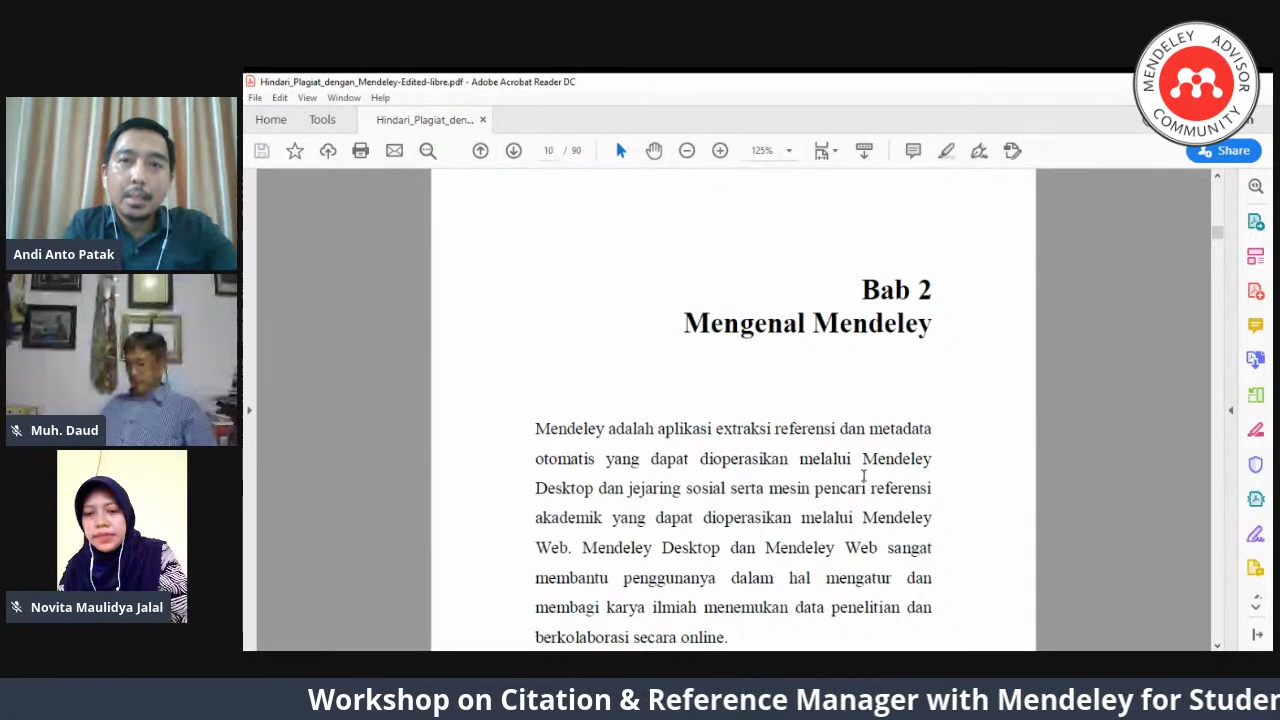 MENDELEY ADVISOR COMMUNITY
Hindari_Plagiat_dengan_Mendeley-Edited-libre.pdf - Adobe Acrobat Reader DC
File Edit View Window Help
Home Tools Hindari_Plagiat_den... ×
10 / 90 125% Share
Andi Anto Patak
Muh. Daud
Novita Maulidya Jalal
Bab 2
Mengenal Mendeley
Mendeley adalah aplikasi extraksi referensi dan metadata
otomatis yang dapat dioperasikan melalui Mendeley
Desktop dan jejaring sosial serta mesin pencari referensi
akademik yang dapat dioperasikan melalui Mendeley
Web. Mendeley Desktop dan Mendeley Web sangat
membantu penggunanya dalam hal mengatur dan
membagi karya ilmiah menemukan data penelitian dan
berkolaborasi secara online.
Workshop on Citation & Reference Manager with Mendeley for Studen